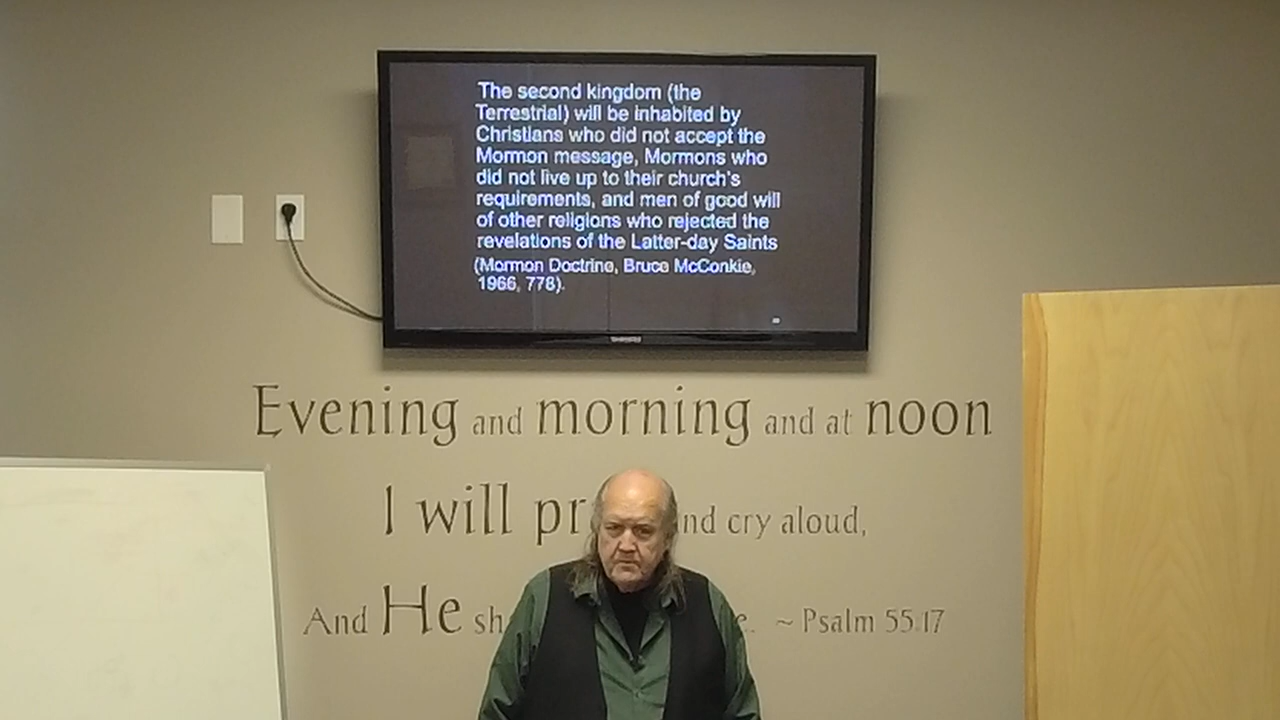 The second kingdom (the
Terrestrial) will be inhabited by
Christians who did not accept the
Mormon message, Mormons who
did not live up to their church's
requirements, and men of good will
of other religions who rejected the
revelations of the Latter-day Saints
(Mormon Doctrine, Bruce McConkie,
1966, 778).
Evening and morning and at noon
I will pr nd cry aloud,
And He sh e. ~ Psalm 55:17